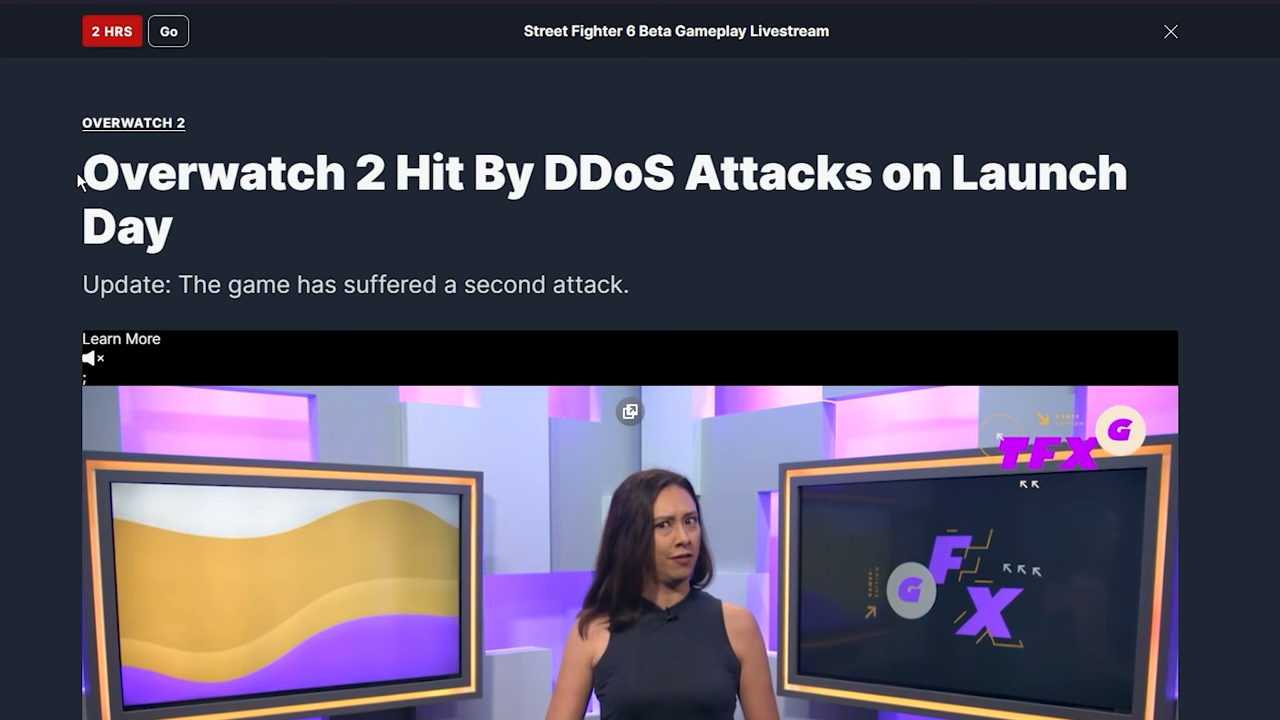 2 HRS
Go
Street Fighter 6 Beta Gameplay Livestream
OVERWATCH 2
Overwatch 2 Hit By DDoS Attacks on Launch
Day
Update: The game has suffered a second attack.
Learn More
;
TFX
G
G
F
X